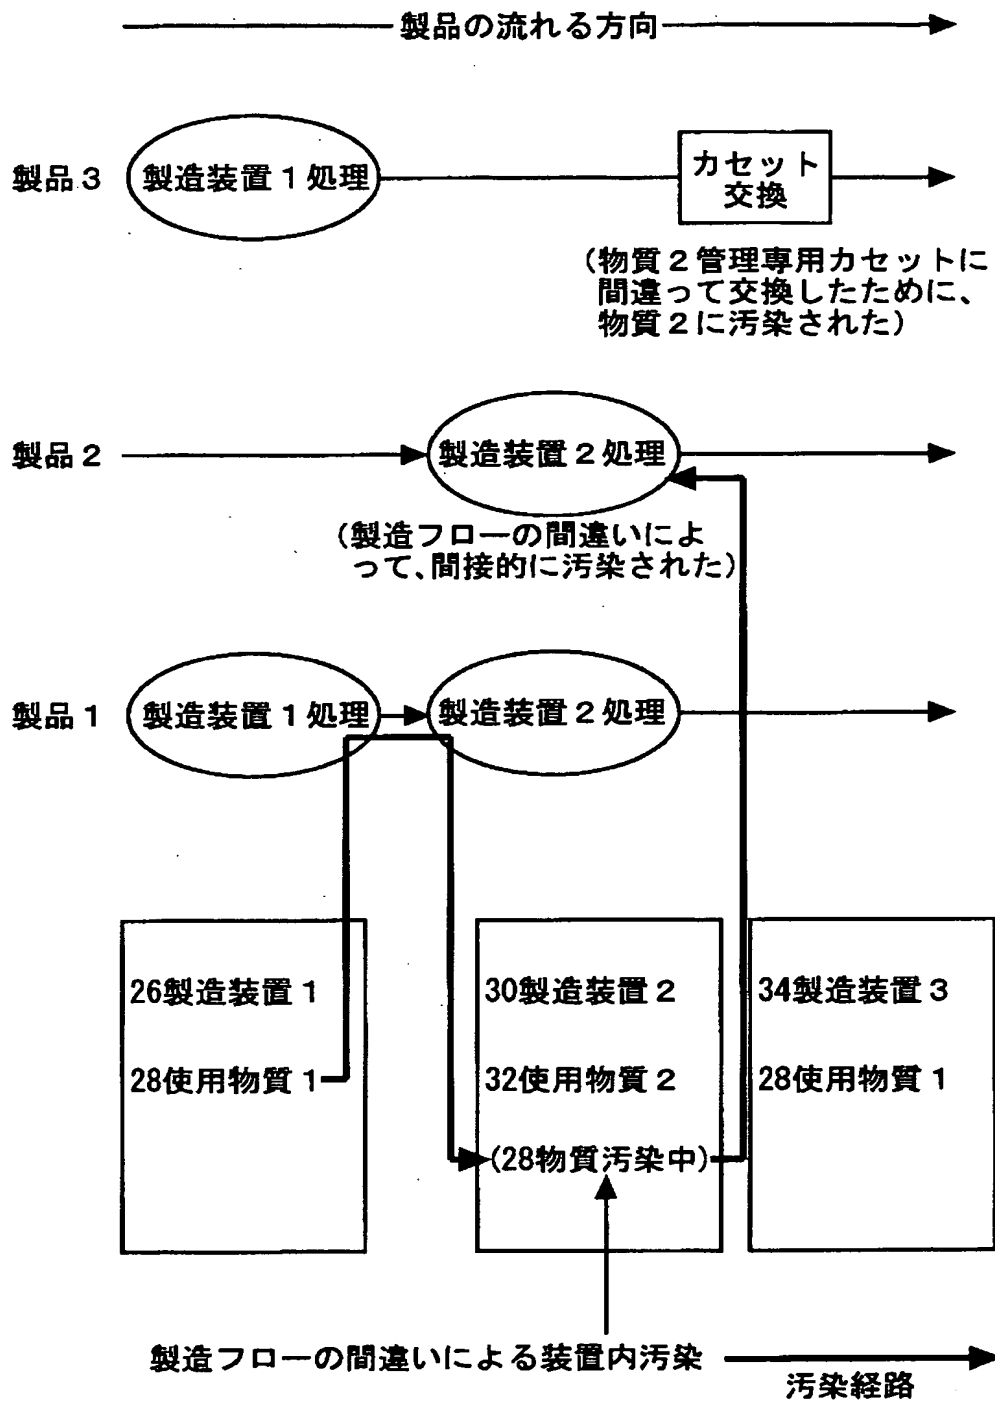 製品の流れる方向
製品3
製造装置1処理
カセット
交換
(物質2管理専用カセットに
間違って交換したために、
物質2に汚染された)
製品2
製造装置2処理
(製造フローの間違いによ
って、間接的に汚染された)
製品1
製造装置1処理
製造装置2処理
26製造装置1
28使用物質1
30製造装置2
32使用物質2
(28物質汚染中)
34製造装置3
28使用物質1
製造フローの間違いによる装置内汚染
汚染経路